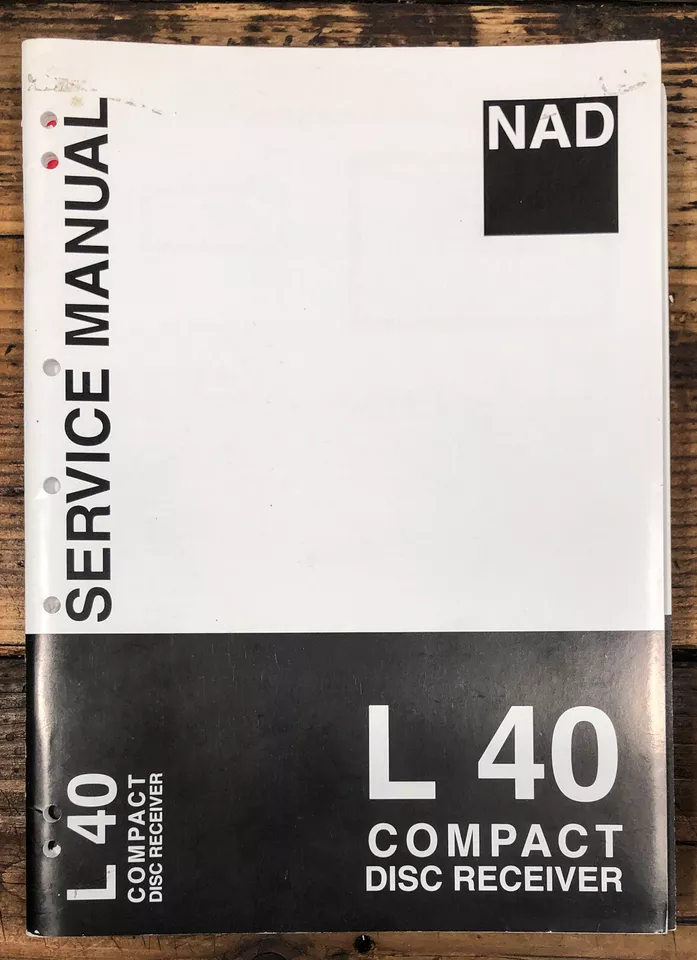 NAD
SERVICE MANUAL
L 40
COMPACT
DISC RECEIVER
L 40
COMPACT
DISC RECEIVER